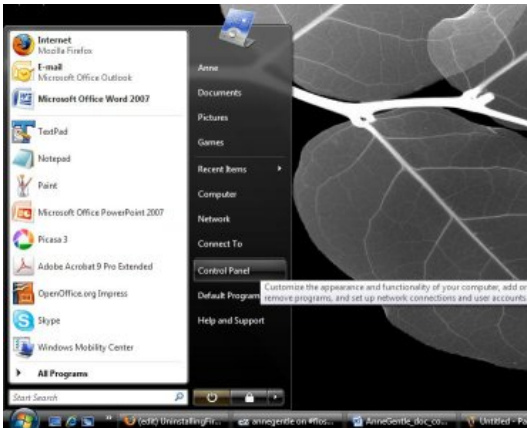 Internet
Mozilla Firefox
E-mail
Microsoft Office Outlook
Microsoft Office Word 2007
TextPad
Notepad
Paint
Microsoft Office PowerPoint 2007
Picasa 3
Adobe Acrobat 9 Pro Extended
OpenOffice.org Impress
Skype
Windows Mobility Center
All Programs
Start Search
Anne
Documents
Pictures
Games
Recent Items
Computer
Network
Connect To
Control Panel
Default Program
Help and Support
Customize the appearance and functionality of your computer, add or
remove programs, and set up network connections and user accounts
(edit) UninstallingFir...
annegentle on #flos...
AnneGentle_doc_co...
Untitled - Pa